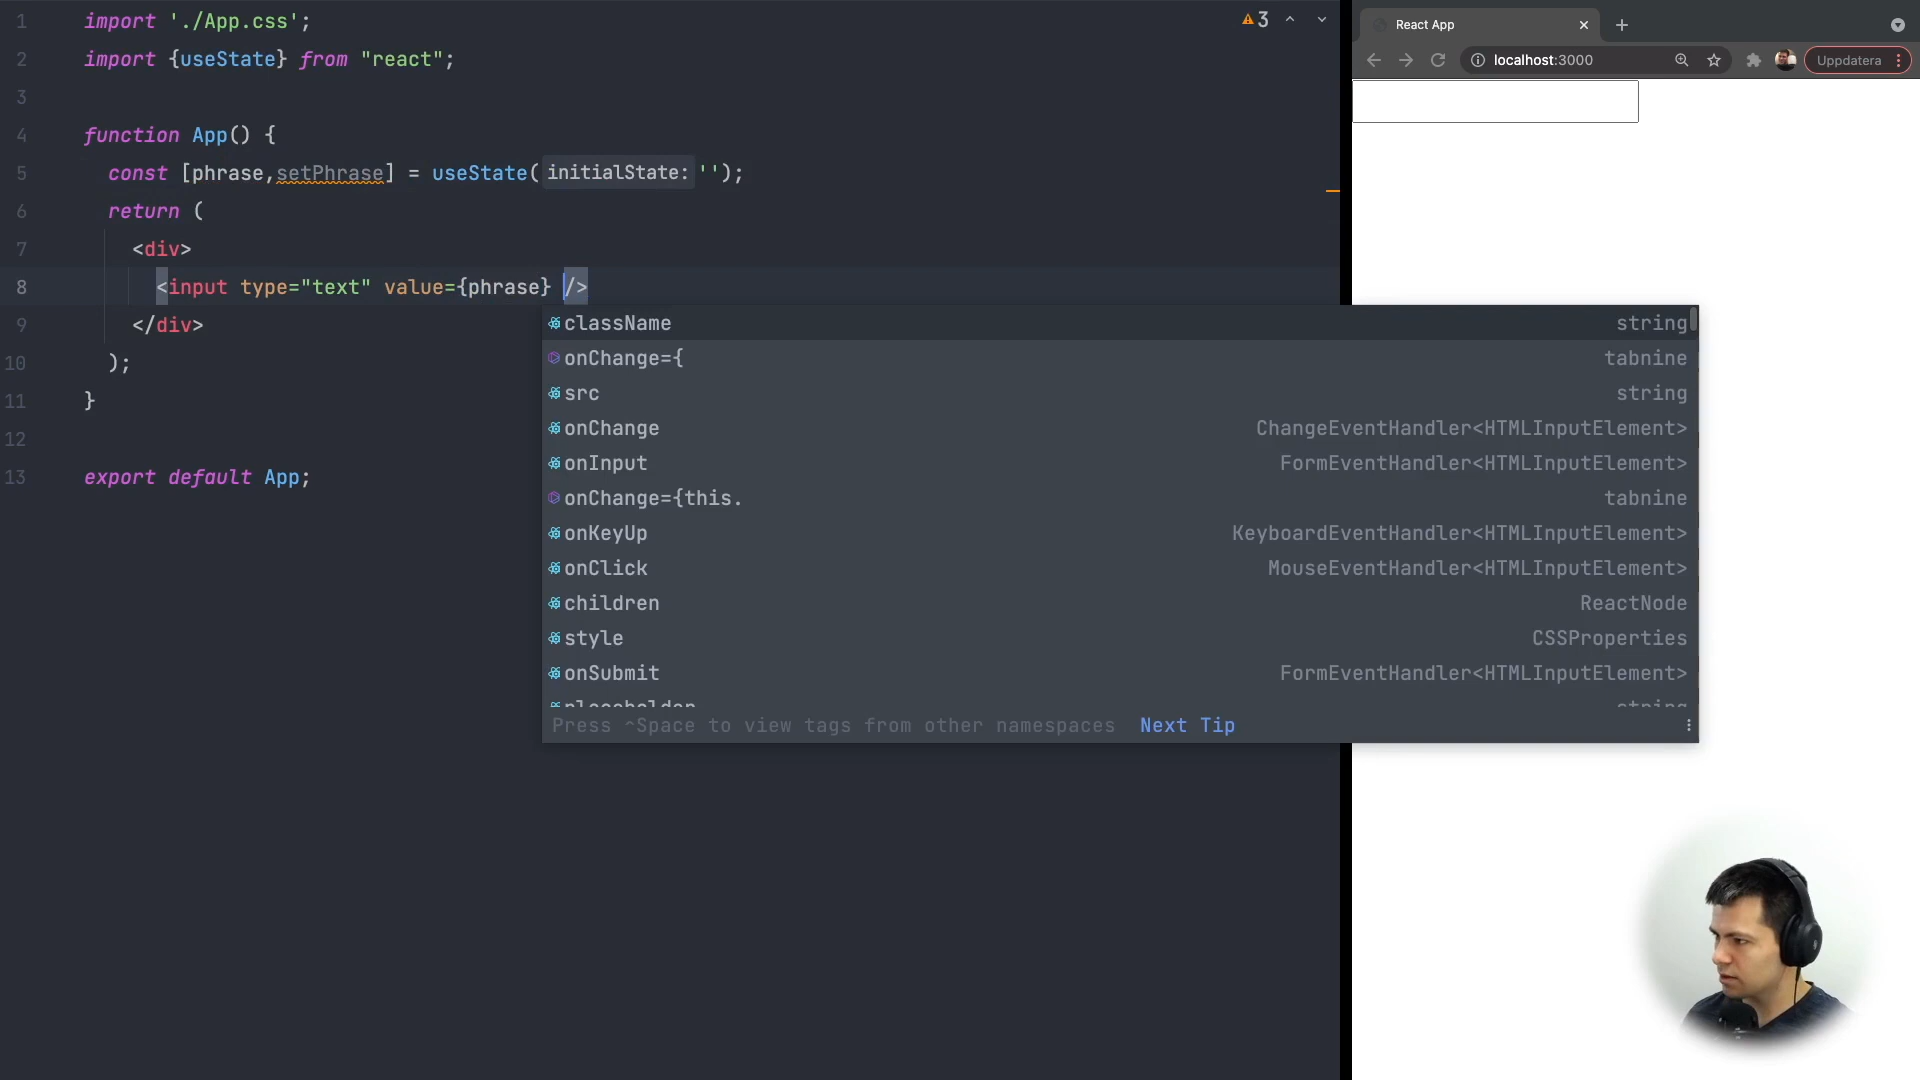 1 import './App.css';
2 import {useState} from "react";
3
4 function App() {
5 const [phrase,setPhrase] = useState( initialState: '');
6 return (
7 <div>
8 <input type="text" value={phrase} />
9 </div>
10 );
11 }
12
13 export default App;
3
className string
onChange={ tabnine
src string
onChange ChangeEventHandler<HTMLInputElement>
onInput FormEventHandler<HTMLInputElement>
onChange={this. tabnine
onKeyUp KeyboardEventHandler<HTMLInputElement>
onClick MouseEventHandler<HTMLInputElement>
children ReactNode
style CSSProperties
onSubmit FormEventHandler<HTMLInputElement>
placeholder string
Press ^Space to view tags from other namespaces Next Tip
React App
localhost:3000
Uppdatera